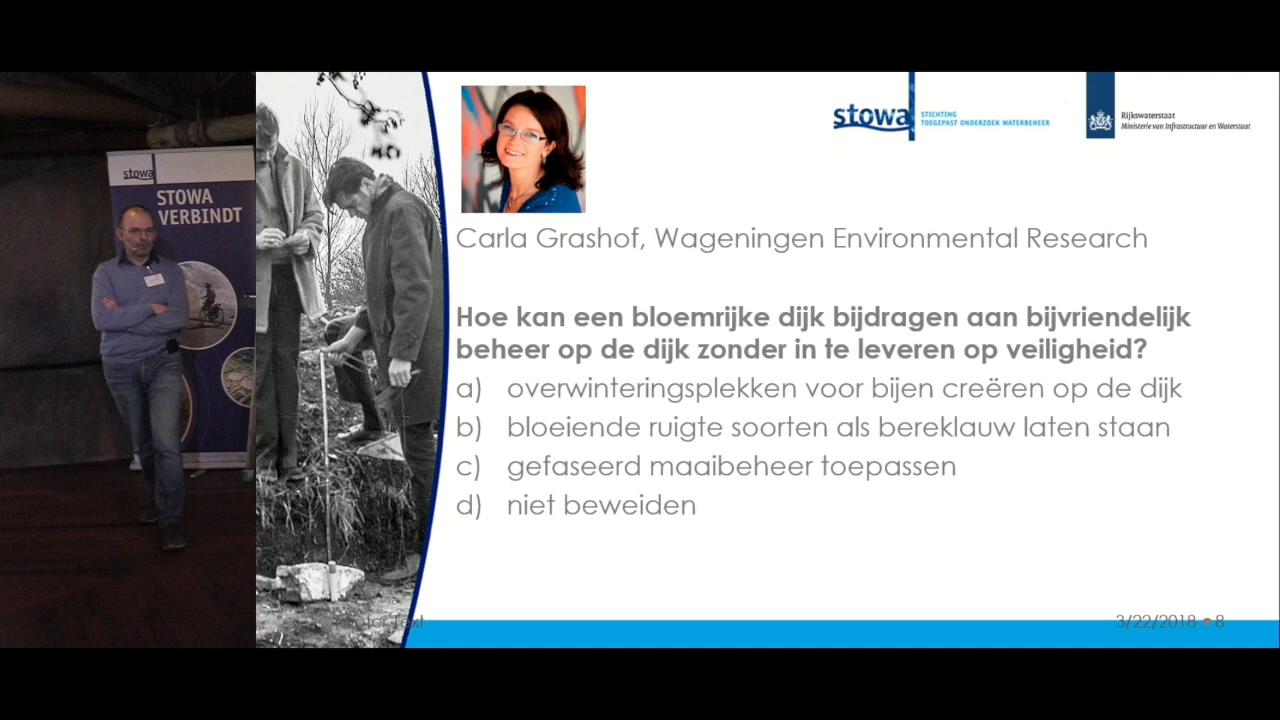 stowa
STOWA
VERBINDT
stowa
STICHTING
TOEGEPAST ONDERZOEK WATERBEHEER
Rijkswaterstaat
Ministerie van Infrastructuur en Waterstaat
Carla Grashof, Wageningen Environmental Research
Hoe kan een bloemrijke dijk bijdragen aan bijvriendelijk
beheer op de dijk zonder in te leveren op veiligheid?
a) overwinteringsplekken voor bijen creëren op de dijk
b) bloeiende ruigte soorten als bereklauw laten staan
c) gefaseerd maaibeheer toepassen
d) niet beweiden
Footer Text
3/22/2018 • 8